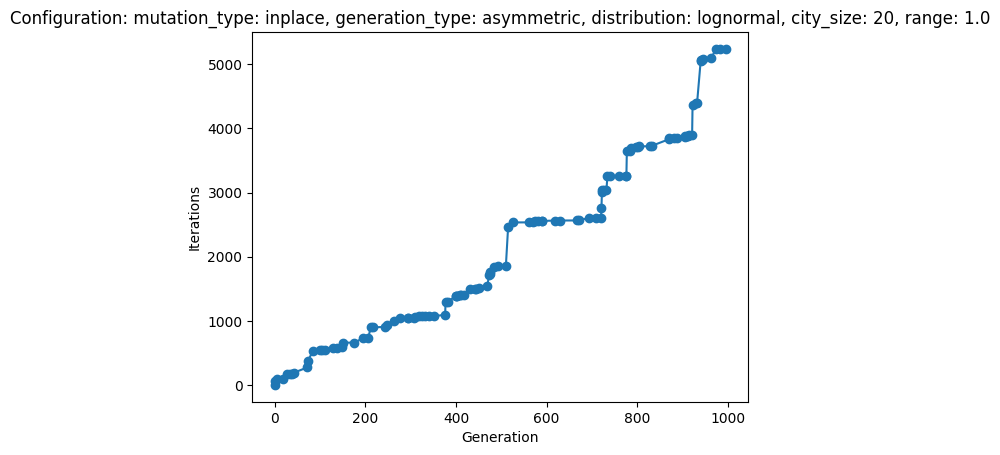 Configuration: mutation_type: inplace, generation_type: asymmetric, distribution: lognormal, city_size: 20, range: 1.0
5000
4000
3000
2000
1000
0
Iterations
0 200 400 600 800 1000
Generation